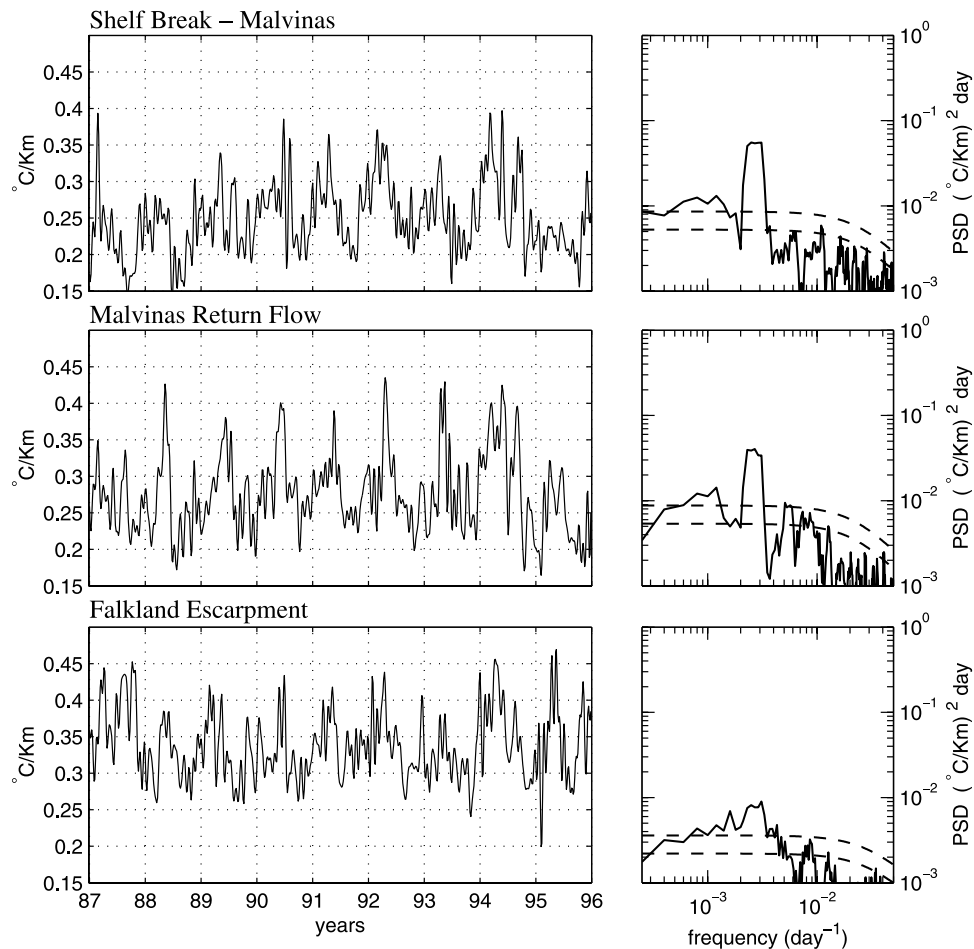 Shelf Break – Malvinas
0.45
0.4
0.35
0.3
0.25
0.2
0.15
°C/Km
10^0
10^-1
10^-2
10^-3
PSD (°C/Km)^2 day
Malvinas Return Flow
0.45
0.4
0.35
0.3
0.25
0.2
0.15
°C/Km
10^0
10^-1
10^-2
10^-3
PSD (°C/Km)^2 day
Falkland Escarpment
0.45
0.4
0.35
0.3
0.25
0.2
0.15
°C/Km
87 88 89 90 91 92 93 94 95 96
years
10^0
10^-1
10^-2
10^-3
PSD (°C/Km)^2 day
10^-3 10^-2
frequency (day^-1)